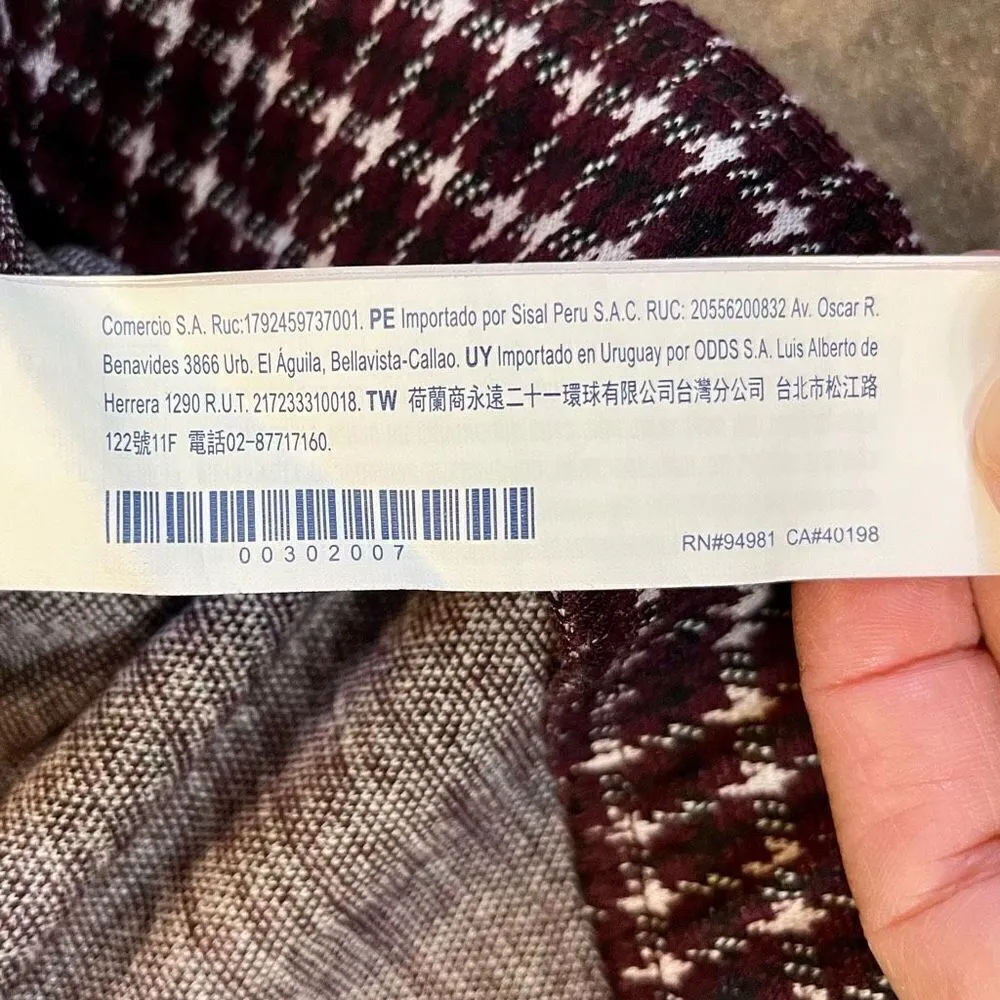 Comercio S.A. Ruc:1792459737001. PE Importado por Sisal Peru S.A.C. RUC: 20556200832 Av. Oscar R.
Benavides 3866 Urb. El Águila, Bellavista-Callao. UY Importado en Uruguay por ODDS S.A. Luis Alberto de
Herrera 1290 R.U.T. 217233310018. TW 荷蘭商永遠二十一環球有限公司台灣分公司 台北市松江路
122號11F 電話02-87717160.
00302007
RN#94981 CA#40198